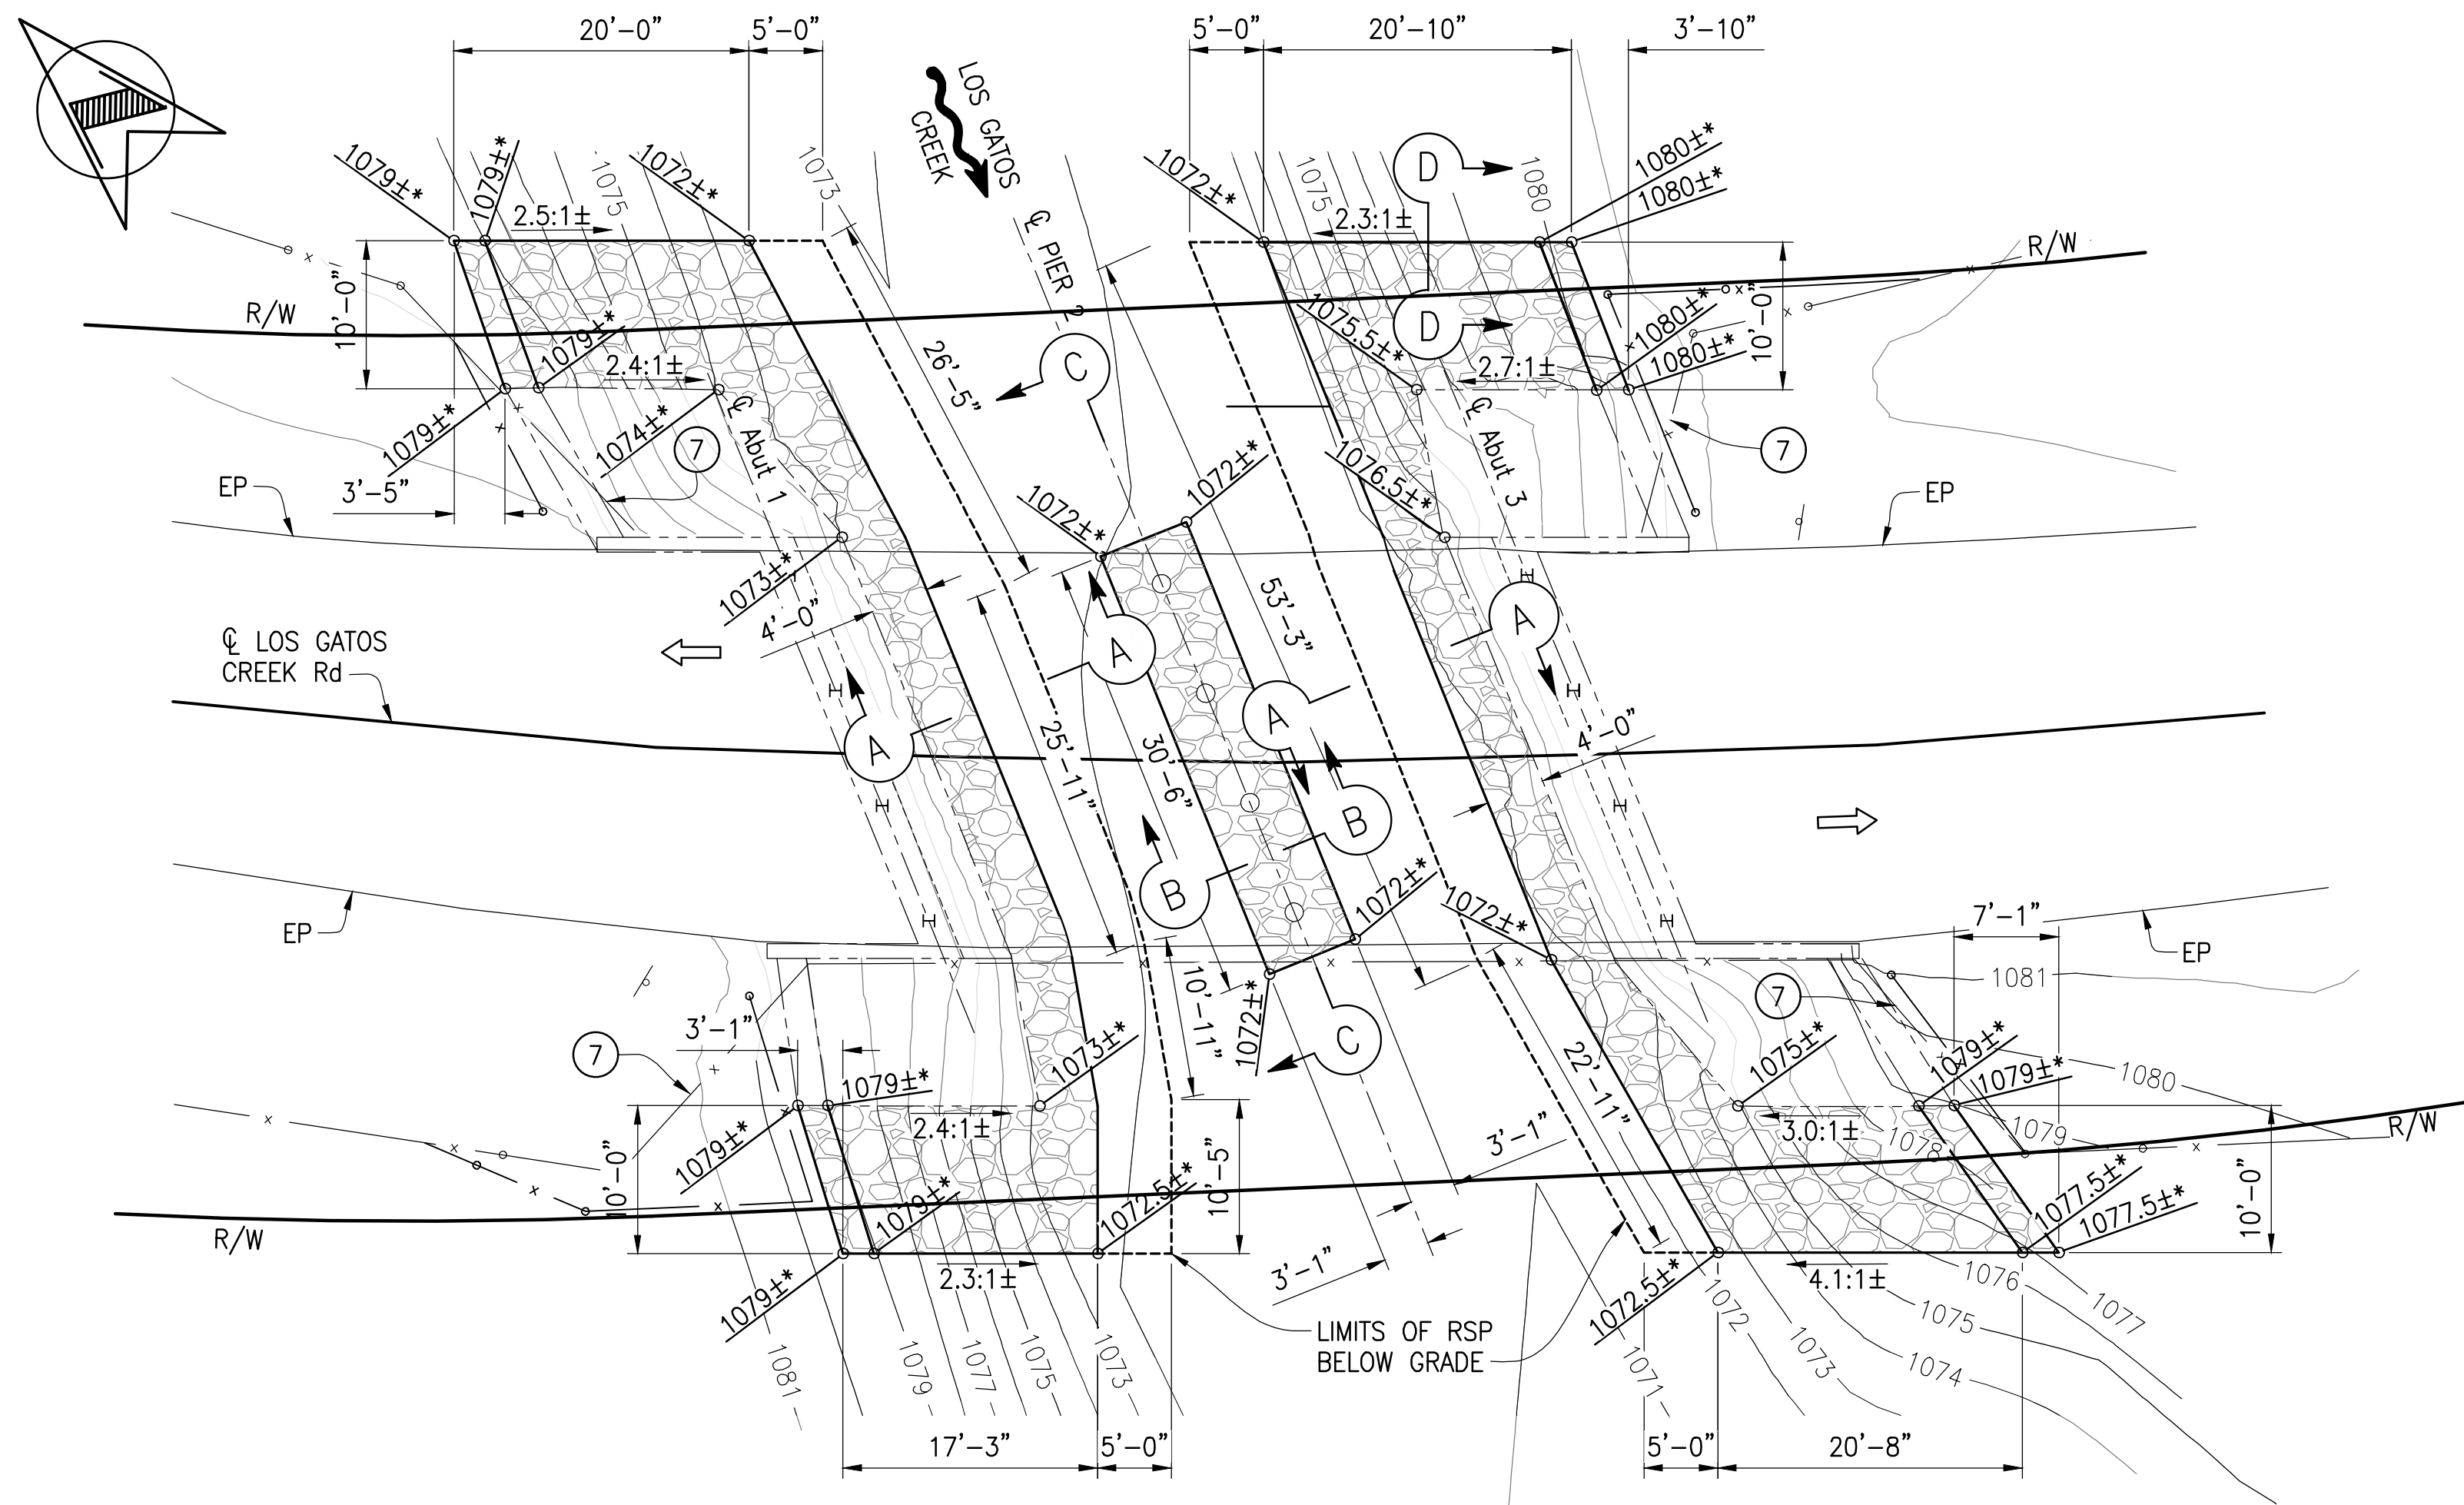 20'-0"
5'-0"
5'-0"
20'-10"
3'-10"
LOS GATOS
CREEK
1079±*
1079±*
1072±*
1075
1073
2.5:1±
1072±*
1075
D
1080
1080±*
1080±*
2.3:1±
℄ PIER 2
R/W
10'-0"
R/W
1079±*
2.4:1±
26'-5"
C
1075.5±*
D
2.7:1±
1080±*
1080±*
10'-0"
1079±*
3'-5"
1074±*
7
℄ Abut 1
1072±*
1072±*
1076.5±*
℄ Abut 3
7
EP
EP
1073±*
4'-0"
53'-3"
H
A
A
℄ LOS GATOS
CREEK Rd
H
A
25'-11"
30'-6"
A
H
4'-0"
H
B
B
H
H
H
1072±*
1072±*
EP
7'-1"
EP
1081
3'-1"
7
1079±*
1073±*
10'-11"
1072±*
C
22'-11"
7
1075±*
1079±*
1079±*
1080
1079±*
2.4:1±
3.0:1±
1078
1079
R/W
3'-1"
10'-0"
R/W
1079±*
1072.5±*
10'-5"
1077.5±*
1077.5±*
10'-0"
1079±*
2.3:1±
3'-1"
4.1:1±
1076
1072.5±*
LIMITS OF RSP
BELOW GRADE
1072
1075
1077
1081
1079
1077
1075
1073
1071
1073
1074
17'-3"
5'-0"
5'-0"
20'-8"